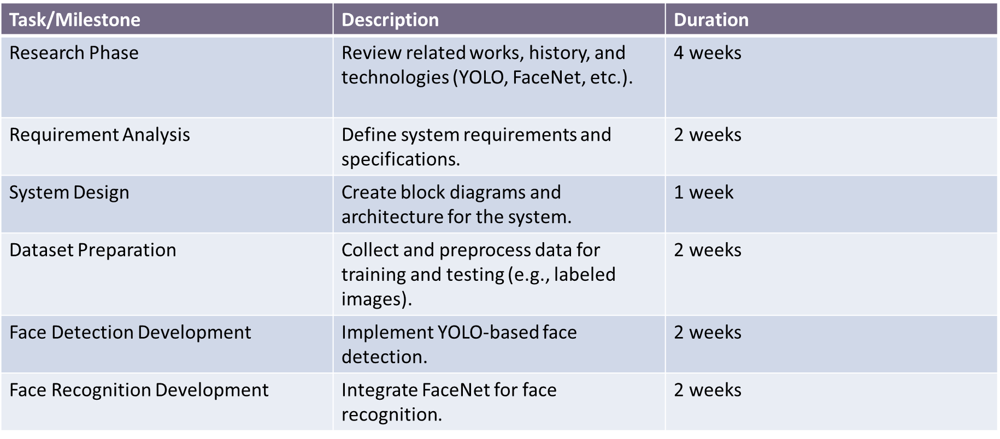 Task/Milestone Description Duration
Research Phase Review related works, history, and 4 weeks
technologies (YOLO, FaceNet, etc.).
Requirement Analysis Define system requirements and 2 weeks
specifications.
System Design Create block diagrams and 1 week
architecture for the system.
Dataset Preparation Collect and preprocess data for 2 weeks
training and testing (e.g., labeled
images).
Face Detection Development Implement YOLO-based face 2 weeks
detection.
Face Recognition Development Integrate FaceNet for face 2 weeks
recognition.